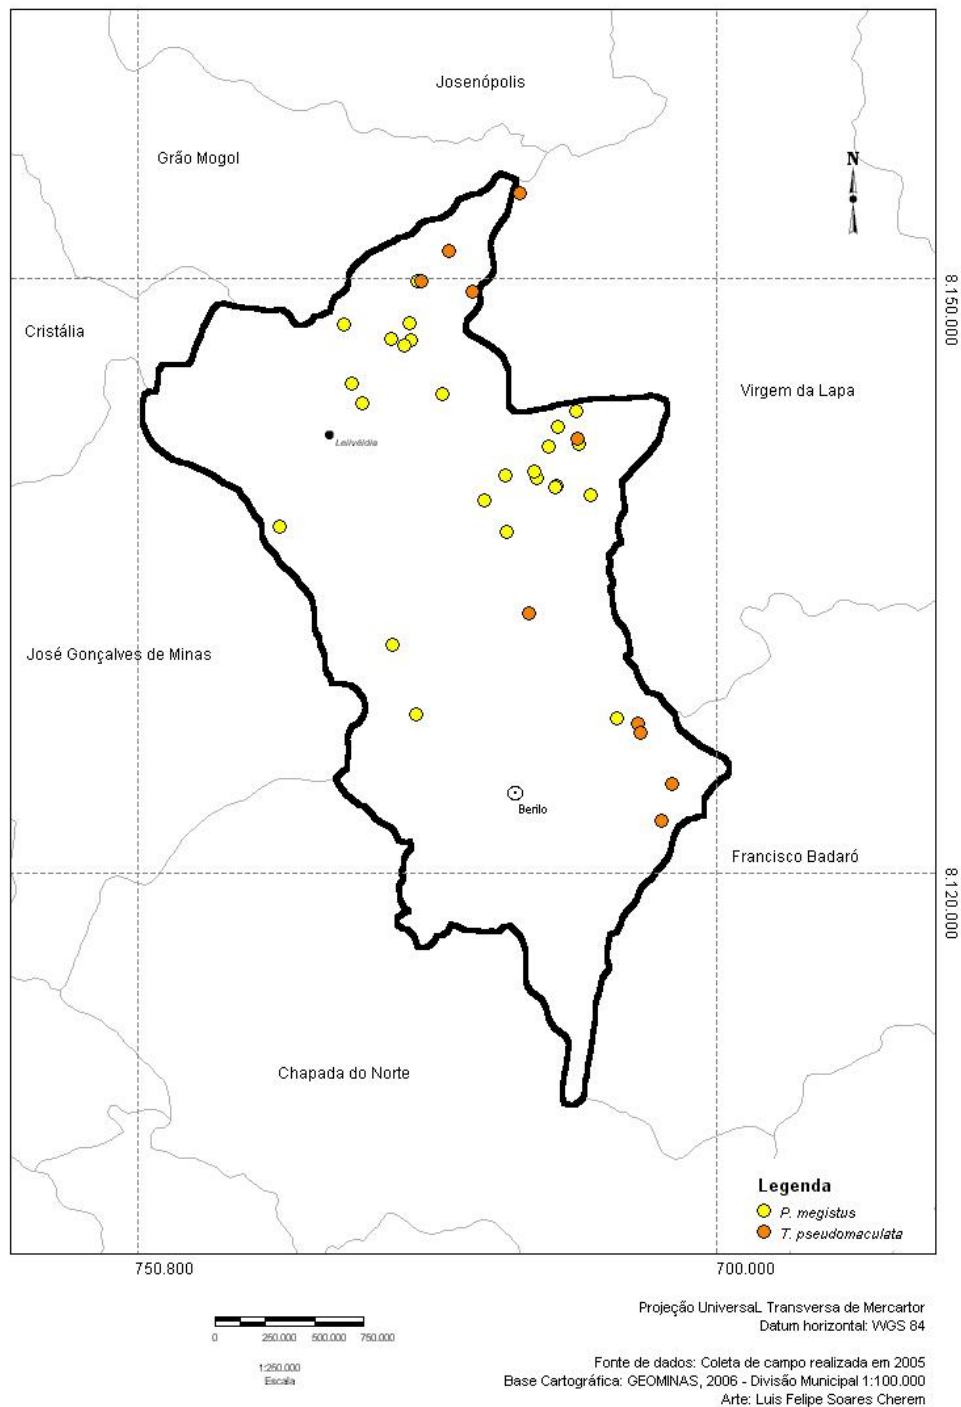 Josenópolis
Grão Mogol
N
8.150.000
Cristália
Virgem da Lapa
Lelivéldia
José Gonçalves de Minas
Berilo
Francisco Badaró
8.120.000
Chapada do Norte
Legenda
P. megistus
T. pseudomaculata
750.800
700.000
Projeção UniversaL Transversa de Mercartor
Datum horizontal: WGS 84
0 250.000 500.000 750.000
1:250.000
Escala
Fonte de dados: Coleta de campo realizada em 2005
Base Cartográfica: GEOMINAS, 2006 - Divisão Municipal 1:100.000
Arte: Luis Felipe Soares Cherem